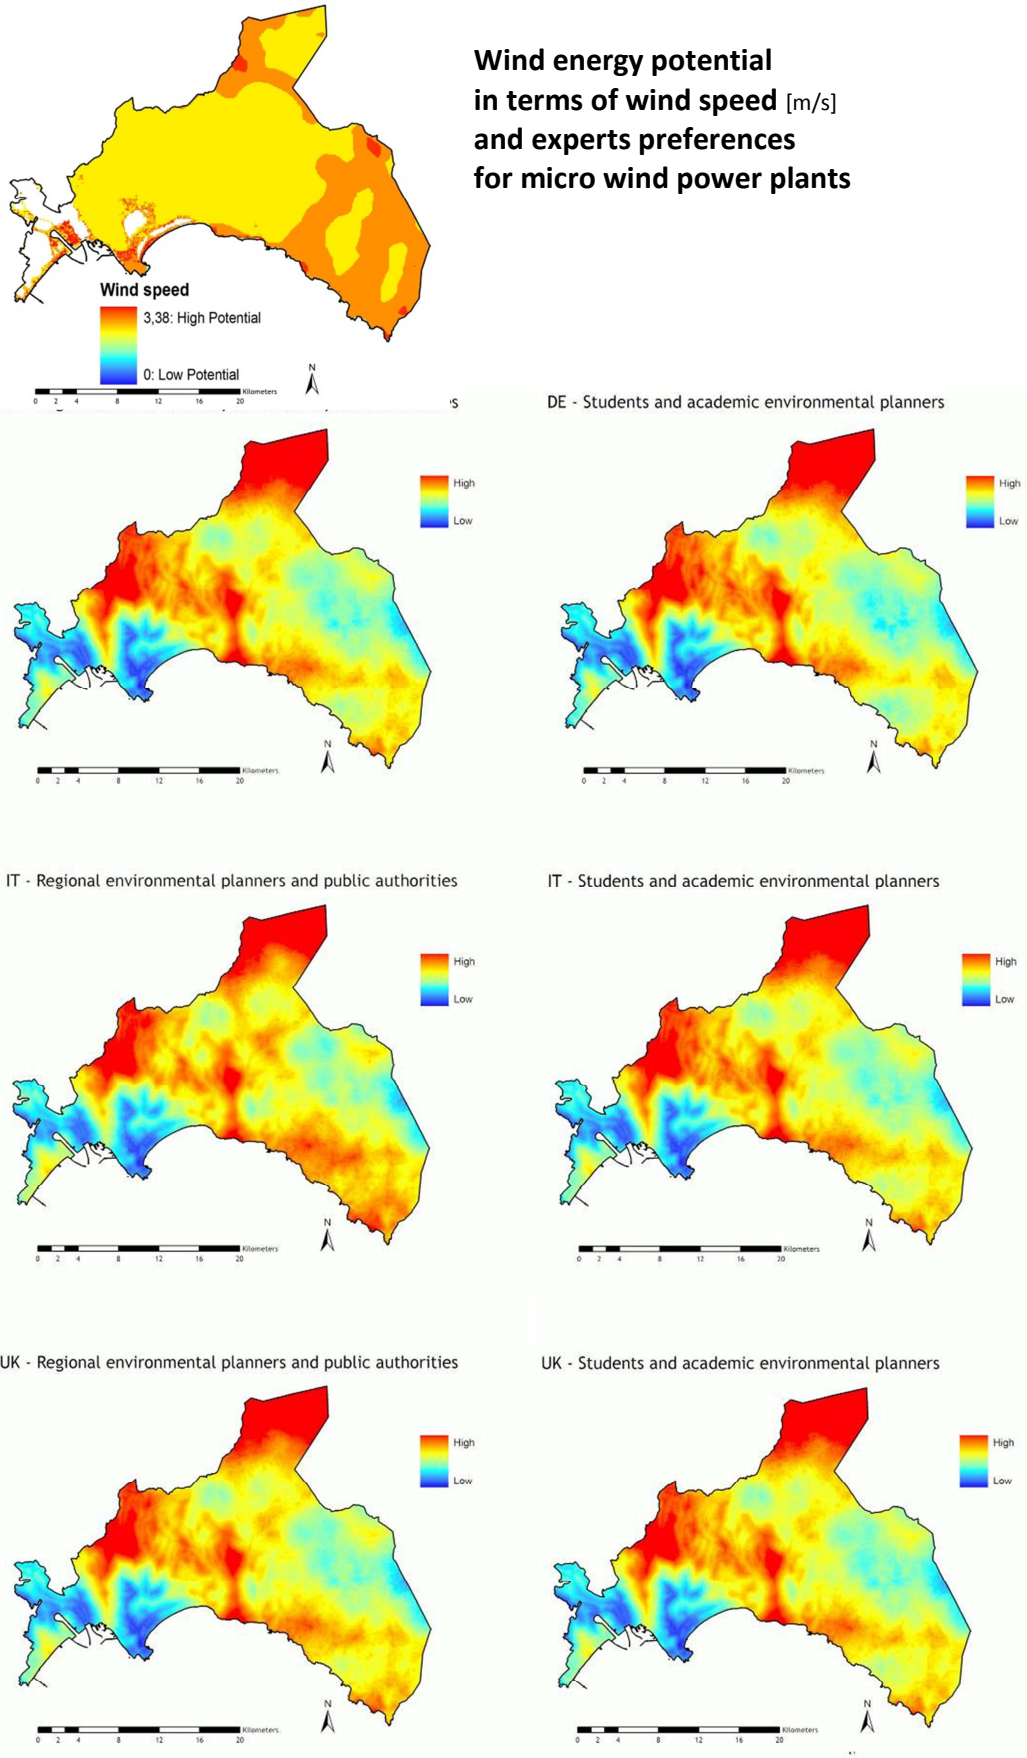 Wind energy potential
in terms of wind speed [m/s]
and experts preferences
for micro wind power plants
Wind speed
3,38: High Potential
0: Low Potential
N
Kilometers
0 2 4 8 12 16 20
DE - Students and academic environmental planners
High
Low
N
Kilometers
0 2 4 8 12 16 20
High
Low
N
Kilometers
0 2 4 8 12 16 20
IT - Regional environmental planners and public authorities
High
Low
N
Kilometers
0 2 4 8 12 16 20
IT - Students and academic environmental planners
High
Low
N
Kilometers
0 2 4 8 12 16 20
UK - Regional environmental planners and public authorities
High
Low
N
Kilometers
0 2 4 8 12 16 20
UK - Students and academic environmental planners
High
Low
N
Kilometers
0 2 4 8 12 16 20